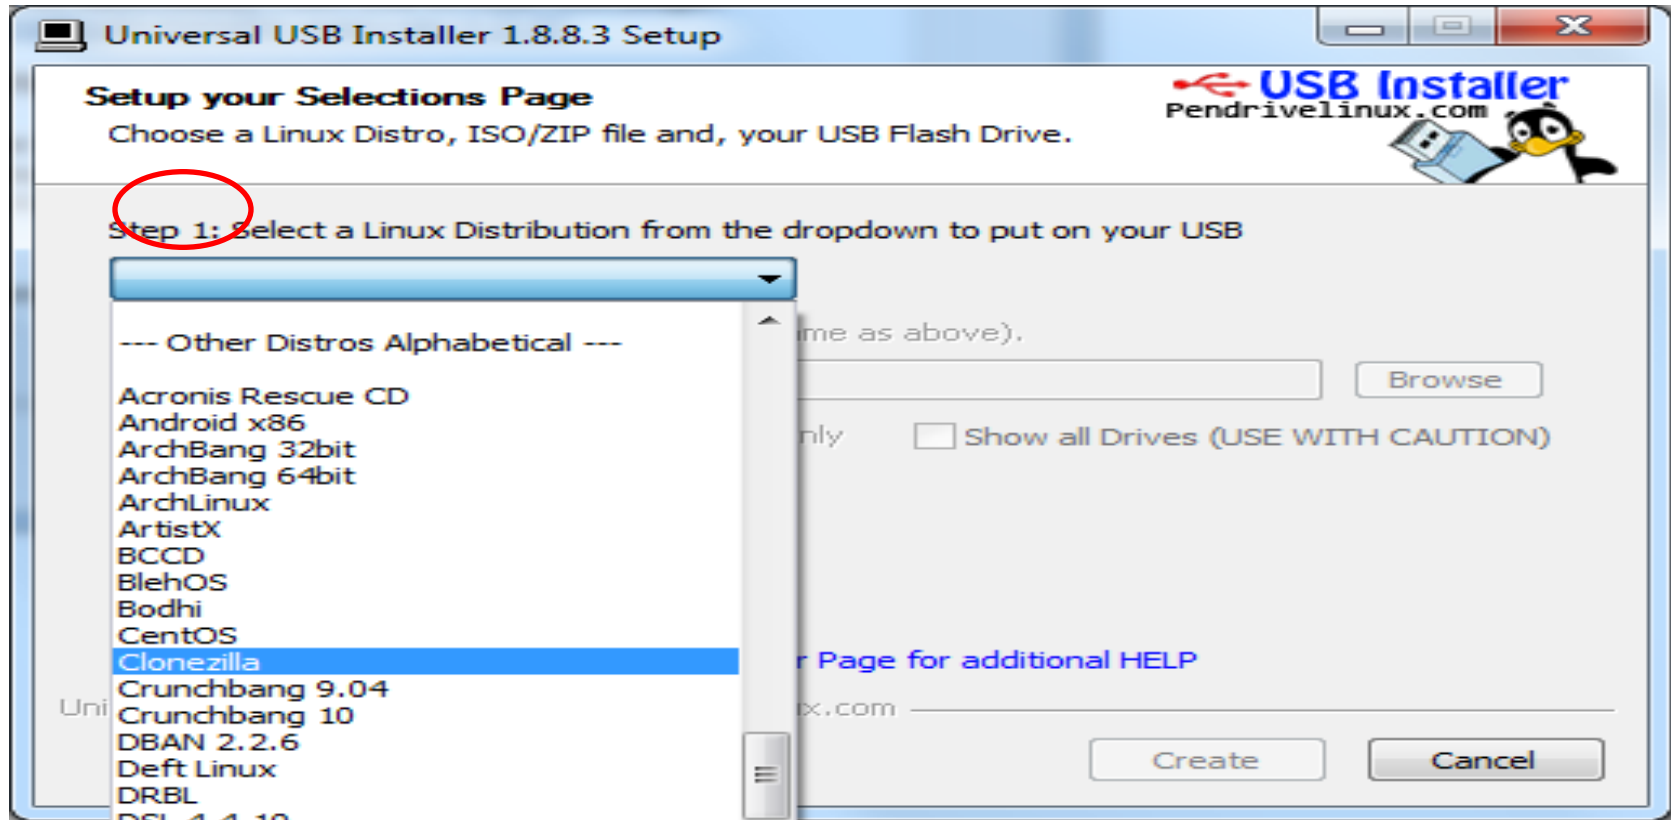 Universal USB Installer 1.8.8.3 Setup
Setup your Selections Page
Choose a Linux Distro, ISO/ZIP file and, your USB Flash Drive.
USB Installer
Pendrivelinux.com
Step 1: Select a Linux Distribution from the dropdown to put on your USB
--- Other Distros Alphabetical ---
me as above).
Browse
Acronis Rescue CD
Android x86
nly
Show all Drives (USE WITH CAUTION)
ArchBang 32bit
ArchBang 64bit
ArchLinux
ArtistX
BCCD
BlehOS
Bodhi
CentOS
Clonezilla
r Page for additional HELP
Crunchbang 9.04
Uni
x.com
Crunchbang 10
DBAN 2.2.6
Deft Linux
DRBL
Create
Cancel